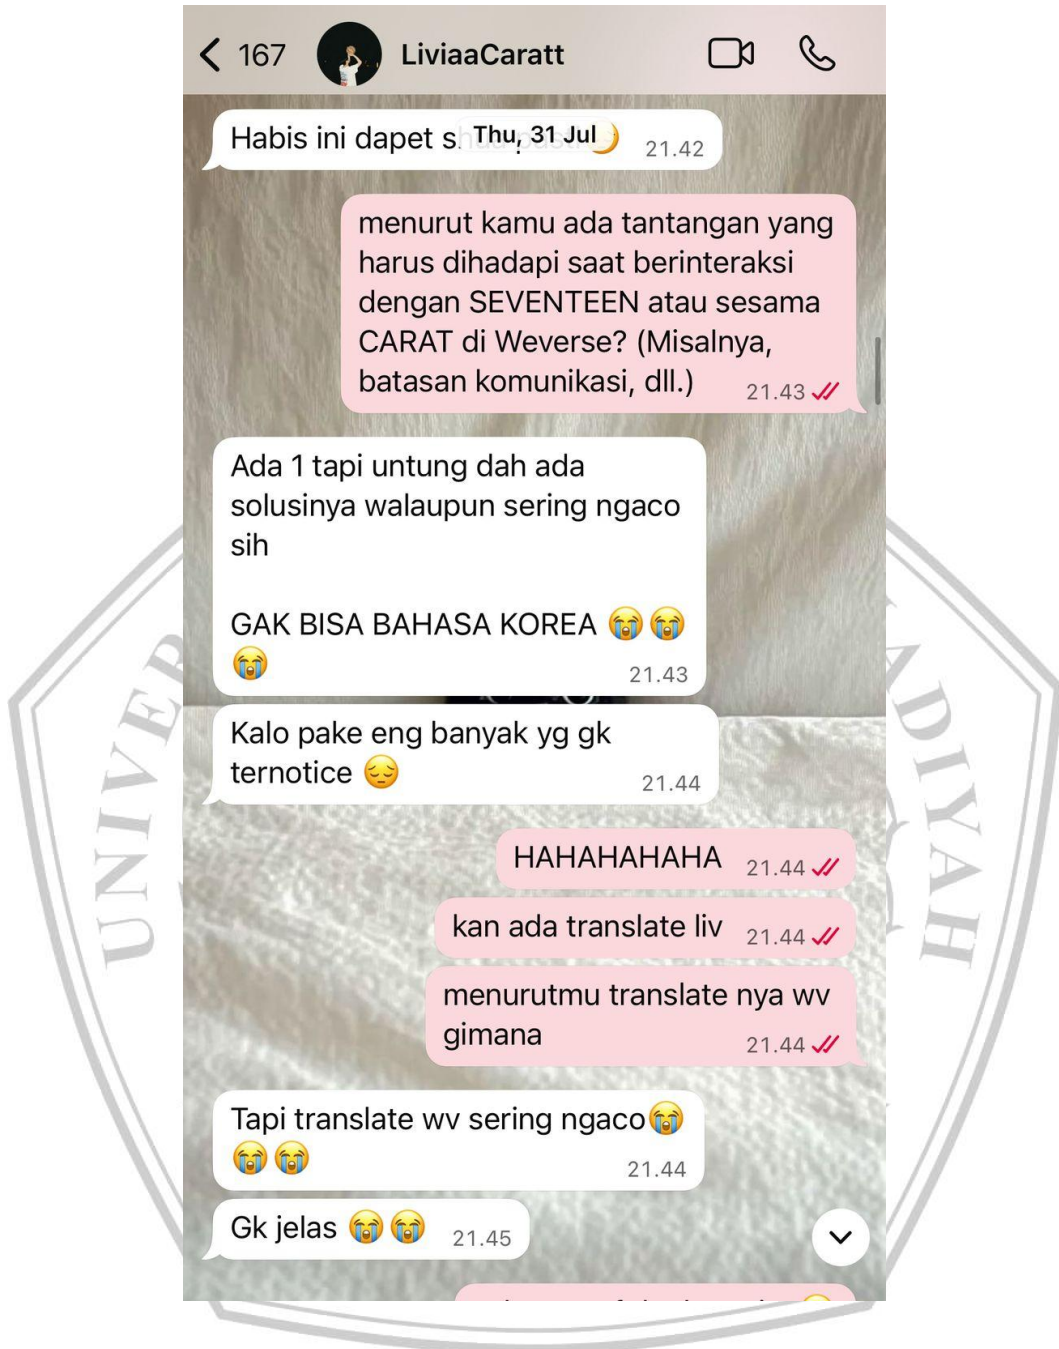 167 LiviaaCaratt
Thu, 31 Jul
Habis ini dapet 21.42
menurut kamu ada tantangan yang
harus dihadapi saat berinteraksi
dengan SEVENTEEN atau sesama
CARAT di Weverse? (Misalnya,
batasan komunikasi, dll.) 21.43
Ada 1 tapi untung dah ada
solusinya walaupun sering ngaco
sih
GAK BISA BAHASA KOREA 😭😭
😭 21.43
Kalo pake eng banyak yg gk
ternotice 😔 21.44
HAHAHAHAHA 21.44
kan ada translate liv 21.44
menurutmu translate nya wv
gimana 21.44
Tapi translate wv sering ngaco😭
😭😭 21.44
Gk jelas 😭😭 21.45
UNIVER
ADIYAH